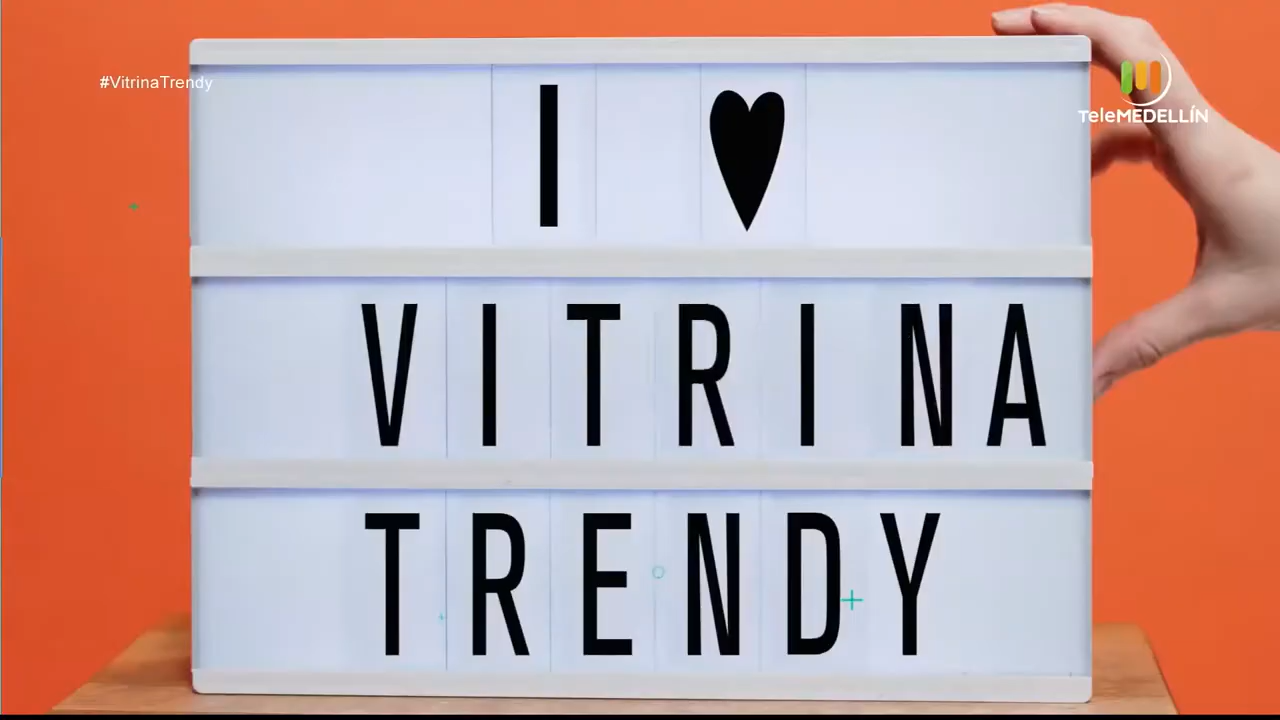 #VitrinaTrendy
TeleMEDELLÍN
I ♥
VITRINA
TRENDY